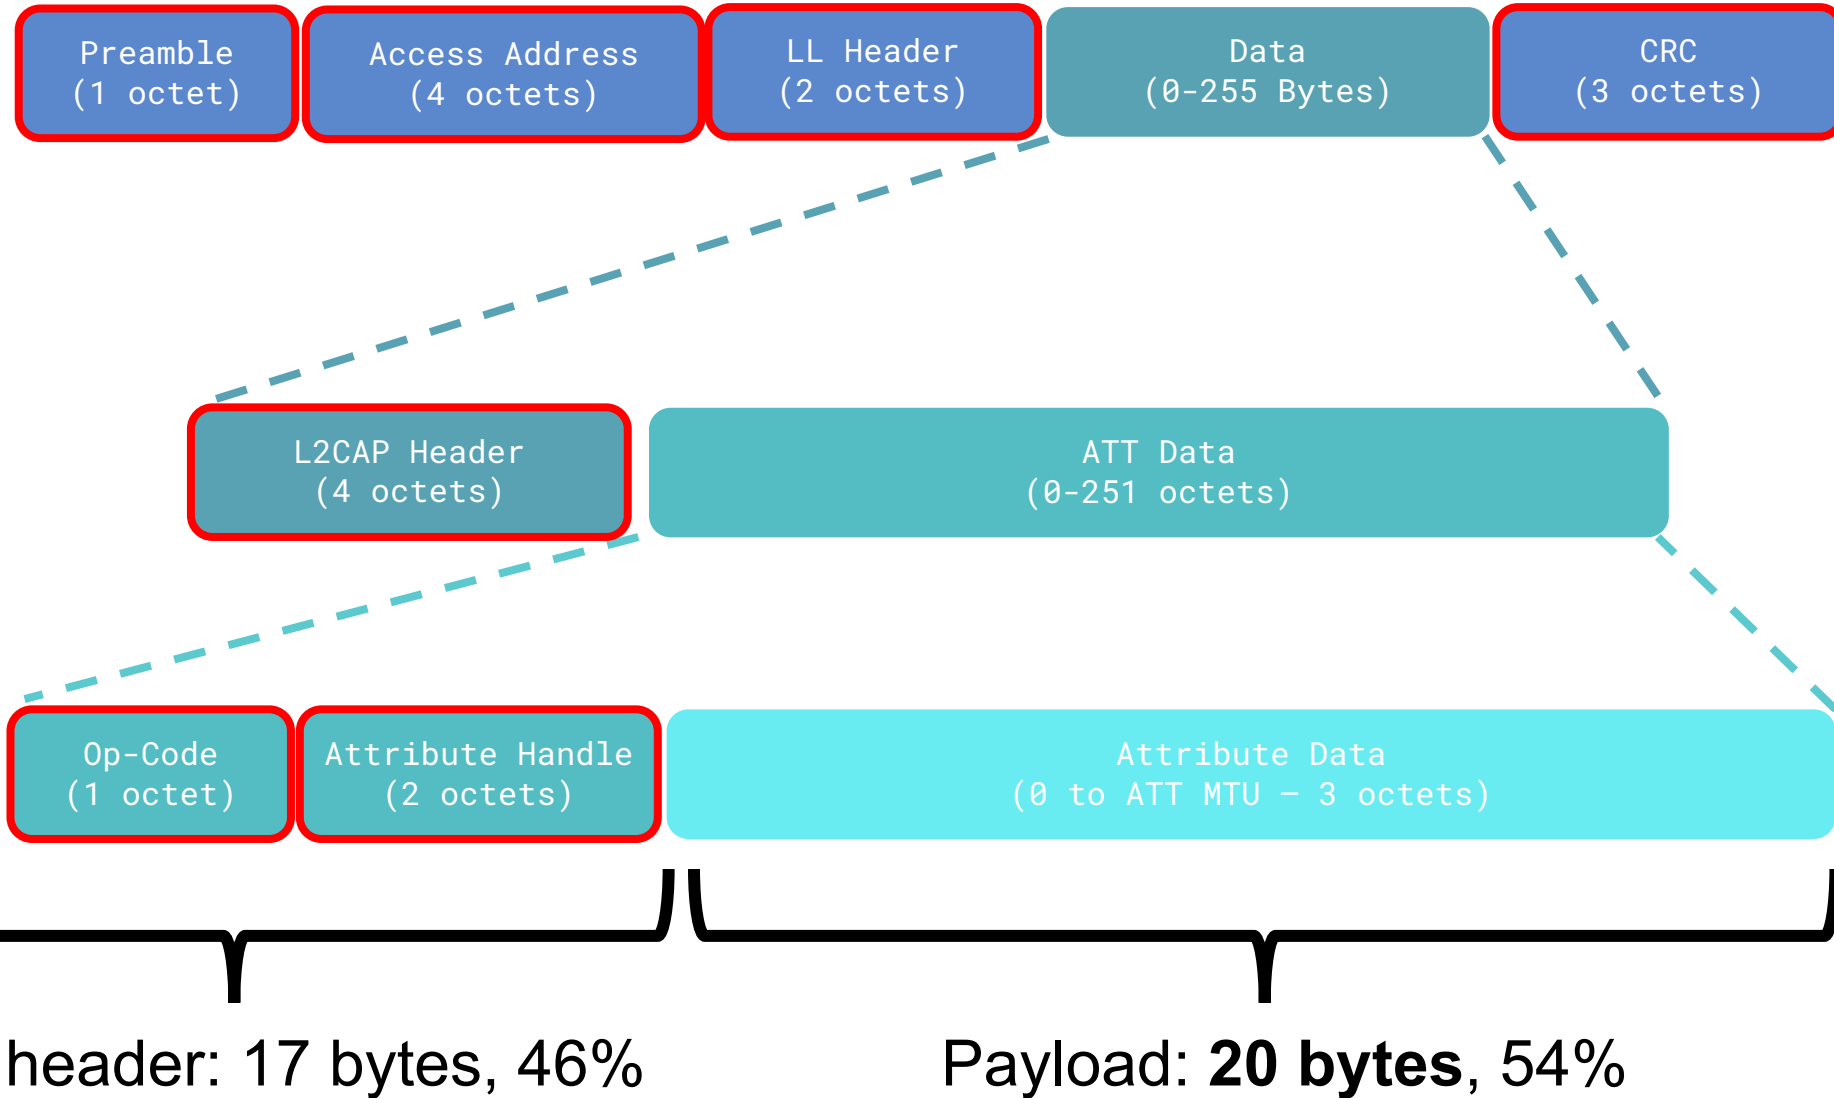 Preamble
(1 octet)
Access Address
(4 octets)
LL Header
(2 octets)
Data
(0-255 Bytes)
CRC
(3 octets)
L2CAP Header
(4 octets)
ATT Data
(0-251 octets)
Op-Code
(1 octet)
Attribute Handle
(2 octets)
Attribute Data
(0 to ATT MTU – 3 octets)
header: 17 bytes, 46%
Payload: 20 bytes, 54%